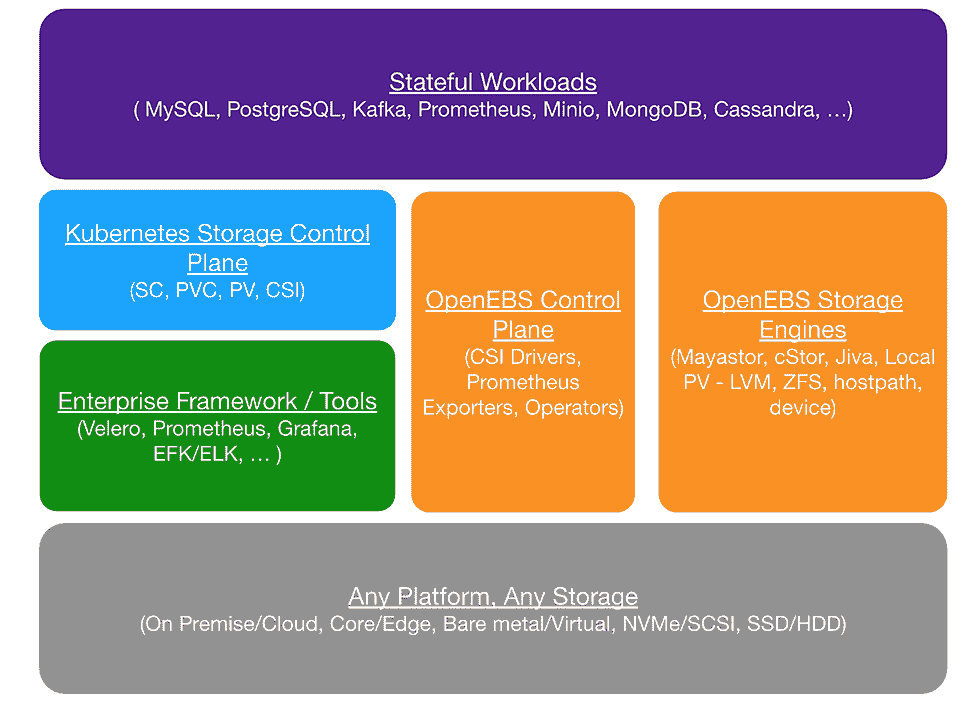 Stateful Workloads
( MySQL, PostgreSQL, Kafka, Prometheus, Minio, MongoDB, Cassandra, …)
Kubernetes Storage Control
Plane
(SC, PVC, PV, CSI)
Enterprise Framework / Tools
(Velero, Prometheus, Grafana,
EFK/ELK, … )
OpenEBS Control
Plane
(CSI Drivers,
Prometheus
Exporters, Operators)
OpenEBS Storage
Engines
(Mayastor, cStor, Jiva, Local
PV - LVM, ZFS, hostpath,
device)
Any Platform, Any Storage
(On Premise/Cloud, Core/Edge, Bare metal/Virtual, NVMe/SCSI, SSD/HDD)